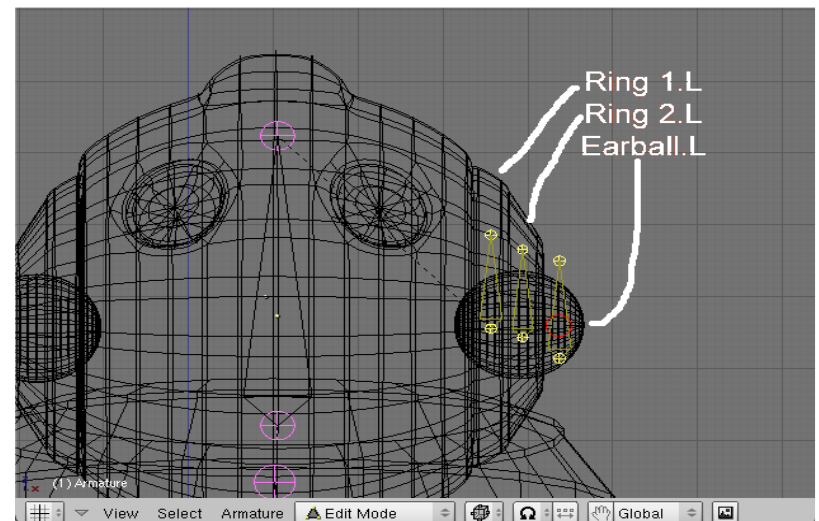 Ring 1.L
Ring 2.L
Earball.L
(1) Armature
View Select Armature Edit Mode Global